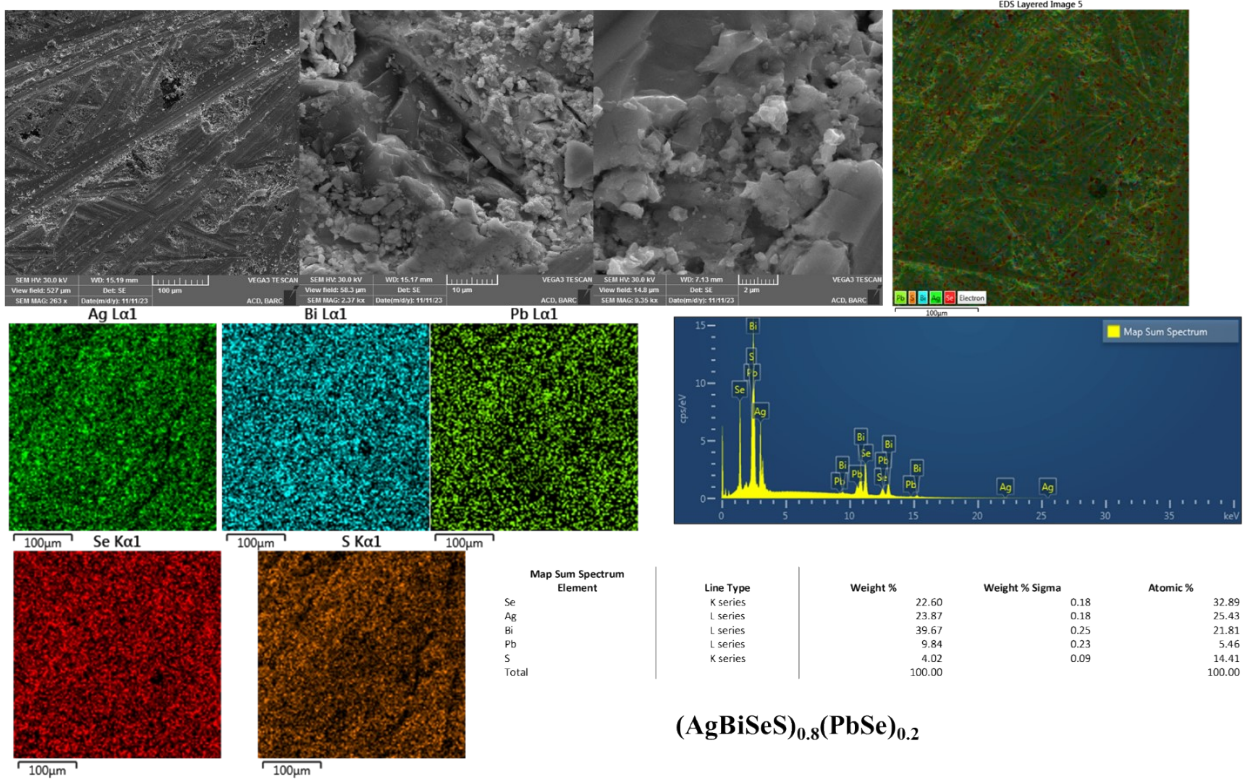 EDS Layered Image 5
SEM HV: 30.0 kV WD: 15.19 mm VEGA3 TESCAN
View field: 527 µm Det: SE 100 µm
SEM MAG: 263 x Date(m/d/y): 11/11/23 ACD, BARC
SEM HV: 30.0 kV WD: 15.17 mm VEGA3 TESCAN
View field: 58.3 µm Det: SE 10 µm
SEM MAG: 2.37 kx Date(m/d/y): 11/11/23 ACD, BARC
SEM HV: 30.0 kV WD: 7.13 mm VEGA3 TESCAN
View field: 14.8 µm Det: SE 2 µm
SEM MAG: 9.35 kx Date(m/d/y): 11/11/23 ACD, BARC
Pb S Bi Ag Se Electron
100µm
Ag Lα1 Bi Lα1 Pb Lα1
100µm 100µm 100µm
Map Sum Spectrum
cps/eV
15
10
5
0
Bi
S
Pb
Se
Ag
Bi
Se
Bi
Pb
Bi
Pb
Pb
Se
Bi
Pb
Ag Ag
0 5 10 15 20 25 30 35 keV
Se Kα1 S Kα1
100µm 100µm
Map Sum Spectrum
Element Line Type Weight % Weight % Sigma Atomic %
Se K series 22.60 0.18 32.89
Ag L series 23.87 0.18 25.43
Bi L series 39.67 0.25 21.81
Pb L series 9.84 0.23 5.46
S K series 4.02 0.09 14.41
Total 100.00 100.00
(AgBiSeS)0.8(PbSe)0.2